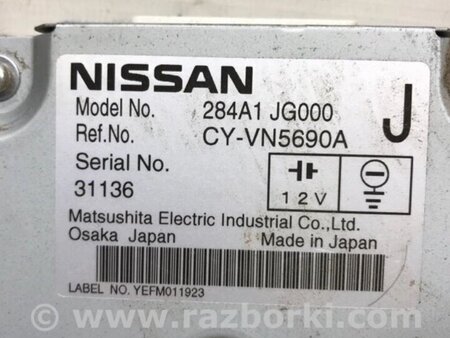 NISSAN
Model No. 284A1 JG000
Ref.No. CY-VN5690A
J
Serial No.
31136
12V
Matsushita Electric Industrial Co.,Ltd.
Osaka Japan Made in Japan
LABEL NO. YEFM011923
© www.razborki.com